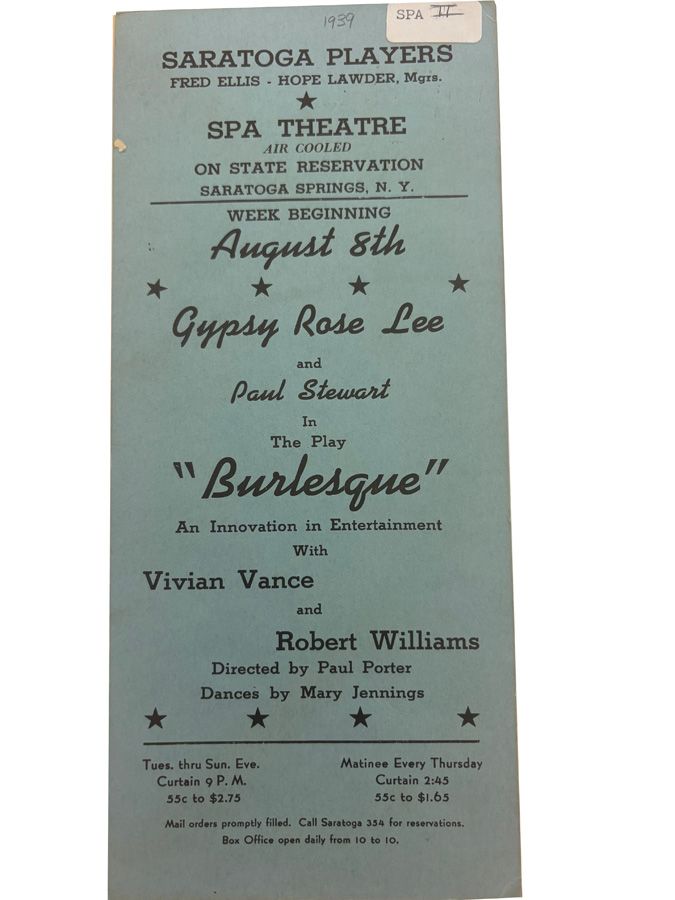 1939
SPA II
SARATOGA PLAYERS
FRED ELLIS - HOPE LAWDER, Mgrs.
SPA THEATRE
AIR COOLED
ON STATE RESERVATION
SARATOGA SPRINGS, N. Y.
WEEK BEGINNING
August 8th
Gypsy Rose Lee
and
Paul Stewart
In
The Play
"Burlesque"
An Innovation in Entertainment
With
Vivian Vance
and
Robert Williams
Directed by Paul Porter
Dances by Mary Jennings
Tues. thru Sun. Eve.
Curtain 9 P. M.
55c to $2.75
Matinee Every Thursday
Curtain 2:45
55c to $1.65
Mail orders promptly filled. Call Saratoga 354 for reservations.
Box Office open daily from 10 to 10.